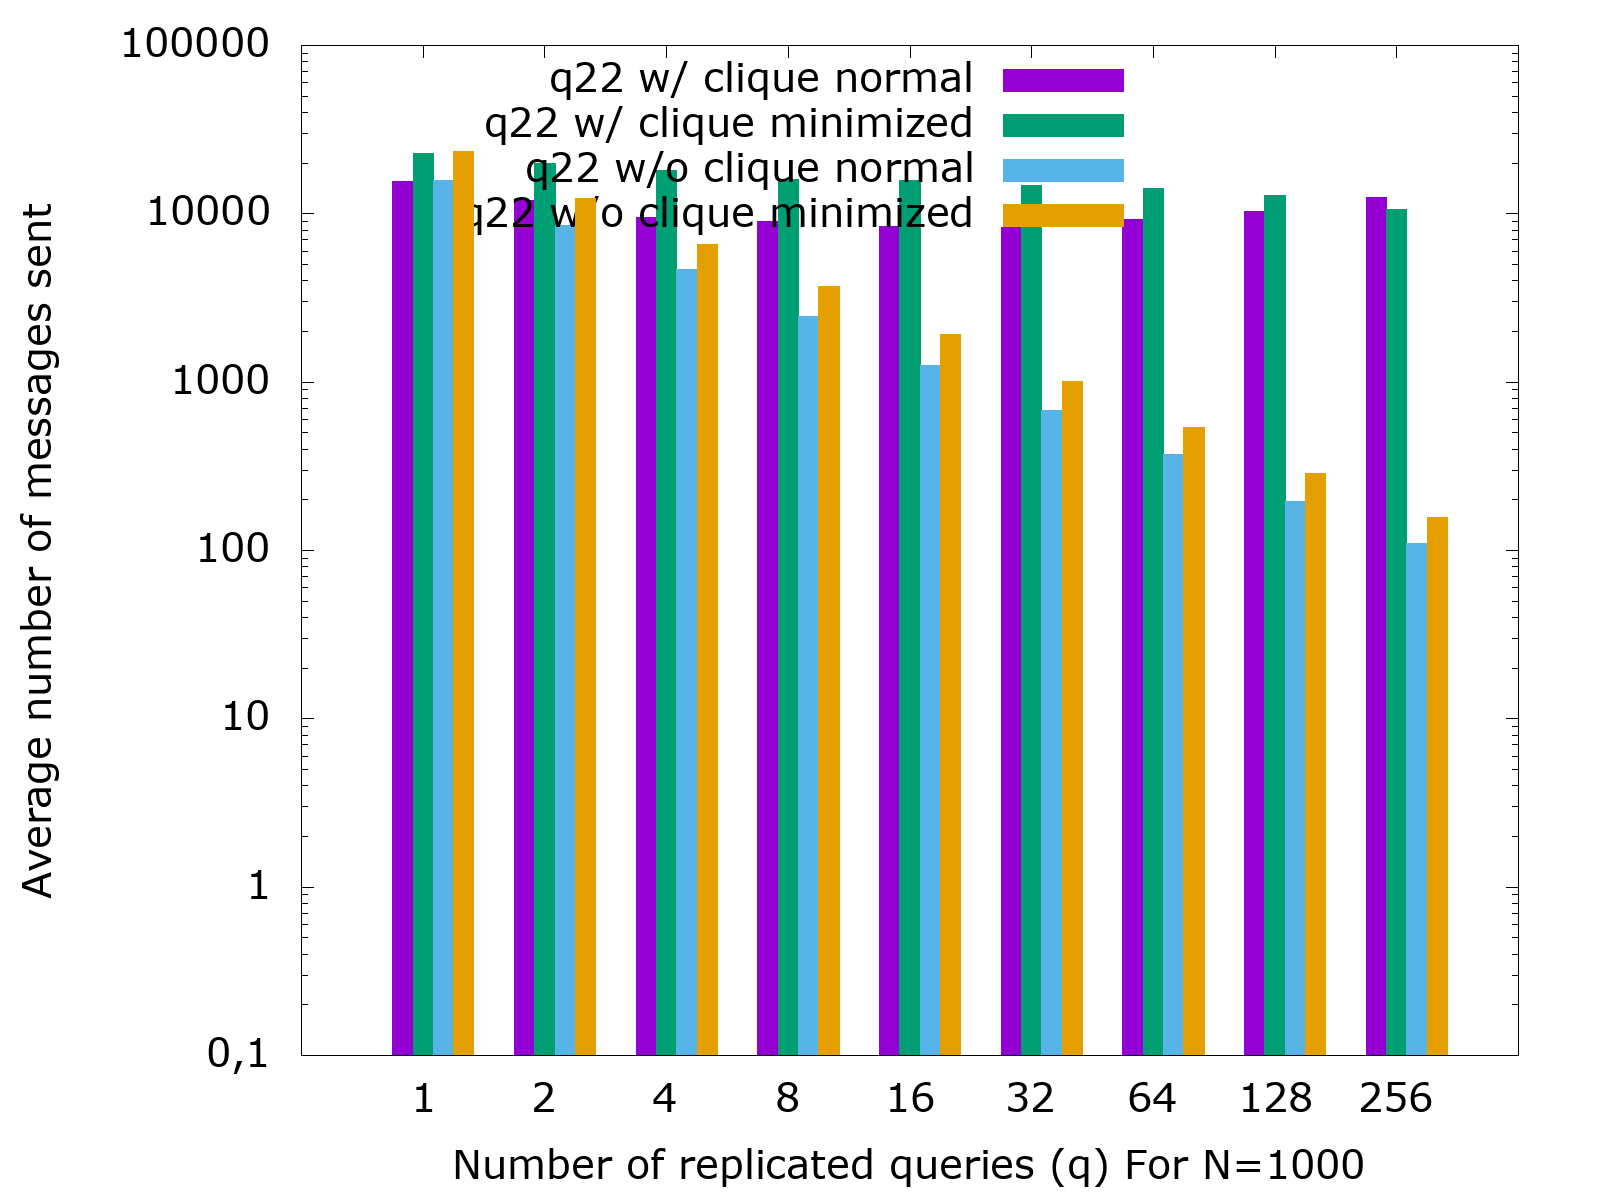 100000
10000
1000
100
10
1
0,1
Average number of messages sent
q22 w/ clique normal
q22 w/ clique minimized
q22 w/o clique normal
q22 w/o clique minimized
1 2 4 8 16 32 64 128 256
Number of replicated queries (q) For N=1000